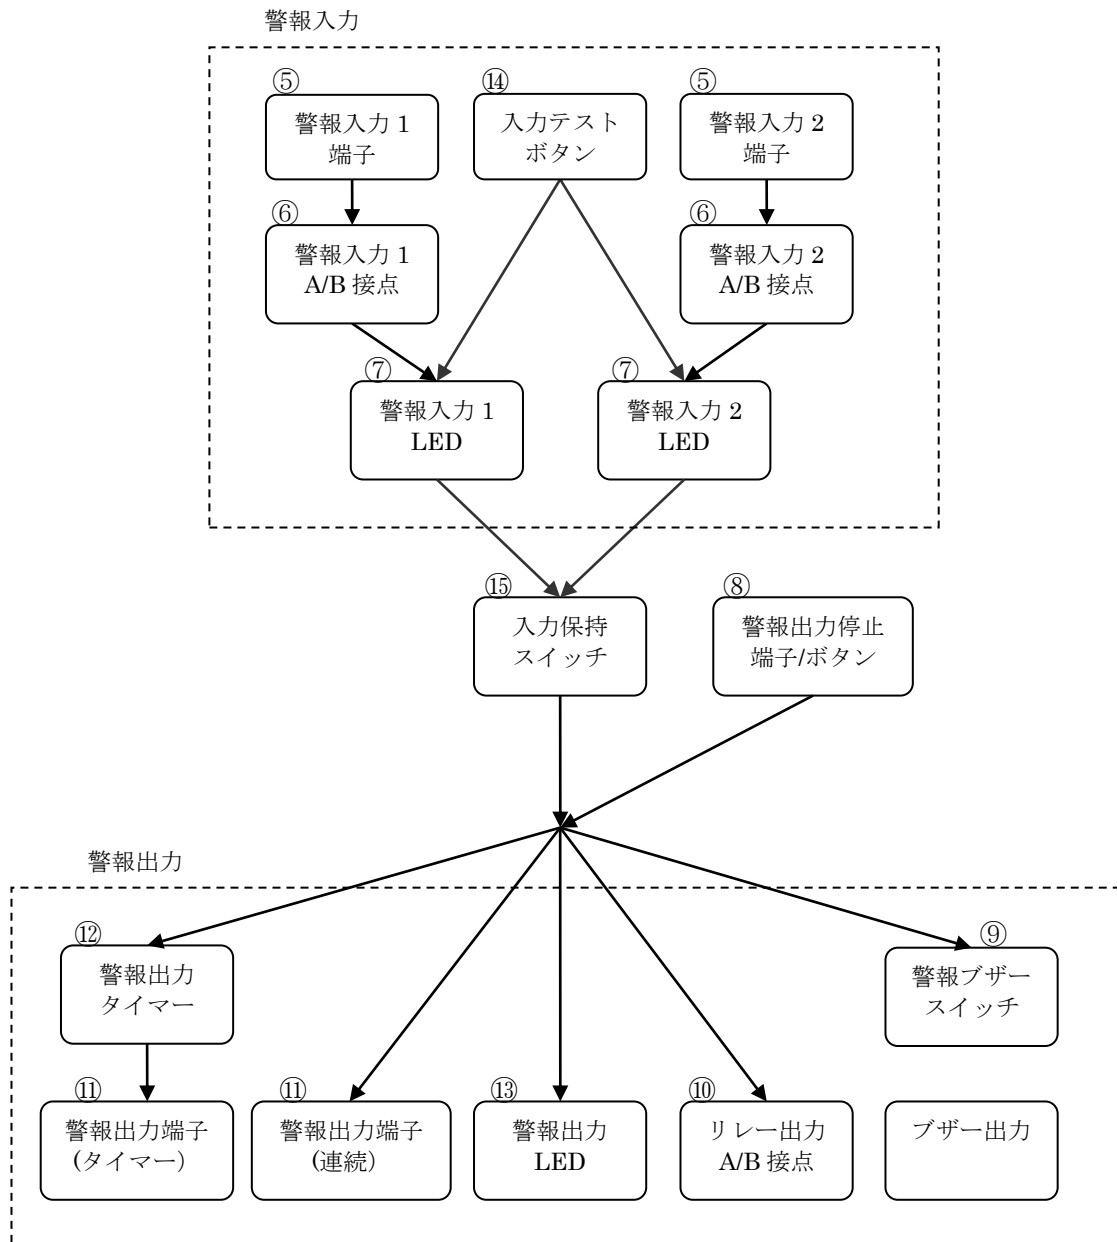 警報入力
⑤
警報入力 1
端子
⑭
入力テスト
ボタン
⑤
警報入力 2
端子
⑥
警報入力 1
A/B 接点
⑥
警報入力 2
A/B 接点
⑦
警報入力 1
LED
⑦
警報入力 2
LED
⑮
入力保持
スイッチ
⑧
警報出力停止
端子/ボタン
警報出力
⑫
警報出力
タイマー
⑨
警報ブザー
スイッチ
⑪
警報出力端子
(タイマー）
⑪
警報出力端子
(連続）
⑬
警報出力
LED
⑩
リレー出力
A/B 接点
ブザー出力